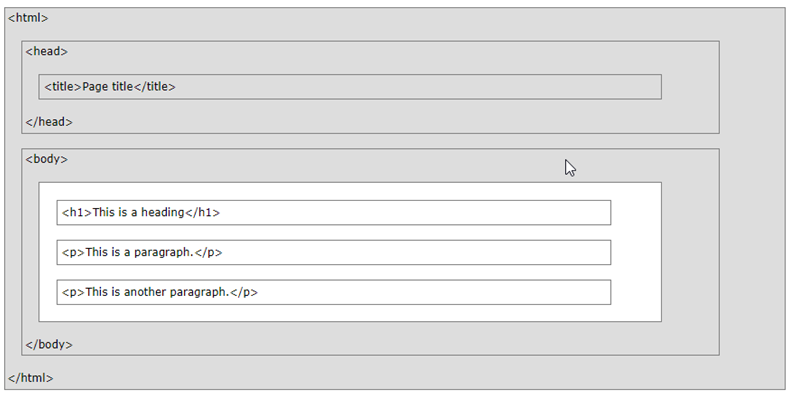 <html>
<head>
<title>Page title</title>
</head>
<body>
<h1>This is a heading</h1>
<p>This is a paragraph.</p>
<p>This is another paragraph.</p>
</body>
</html>